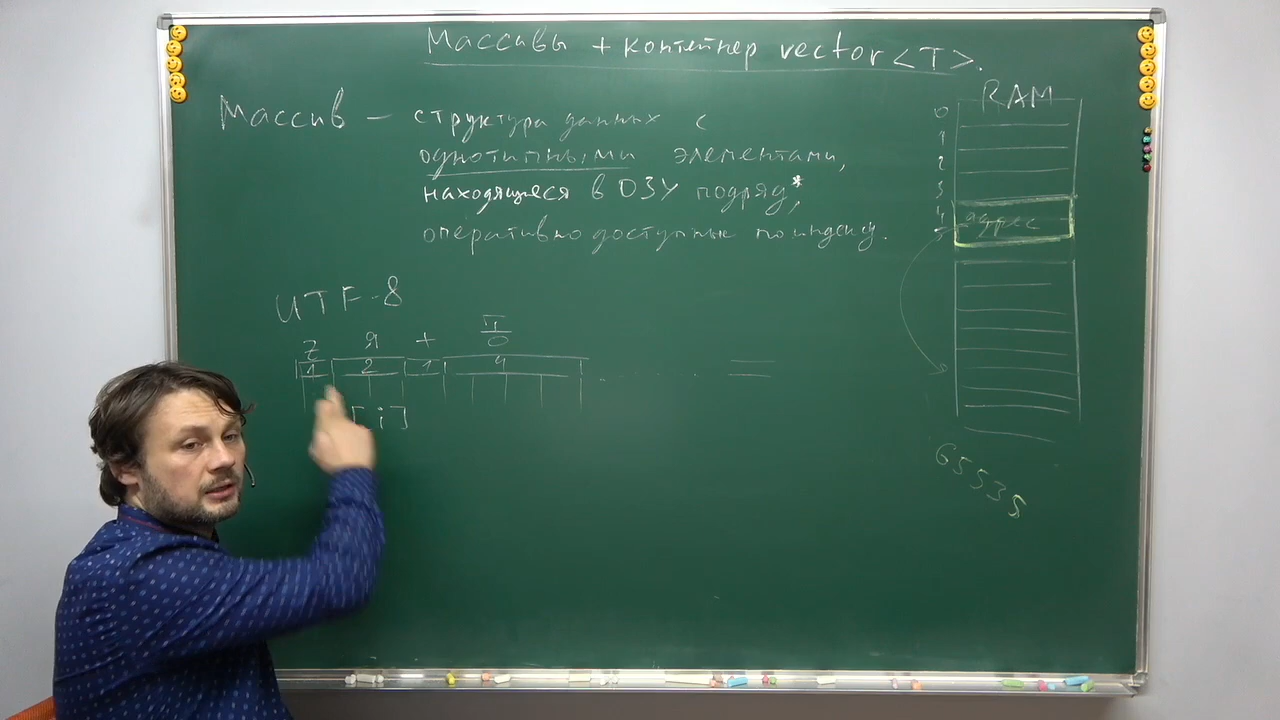 Массивы + контейнер vector<T>.
Массив — структура данных с
однотипными элементами,
находящиеся в ОЗУ подряд*,
оперативно доступные по индексу.
RAM
0
1
2
3
4
5
адрес
65535
UTF-8
z я +
1 2 1 4
[i]